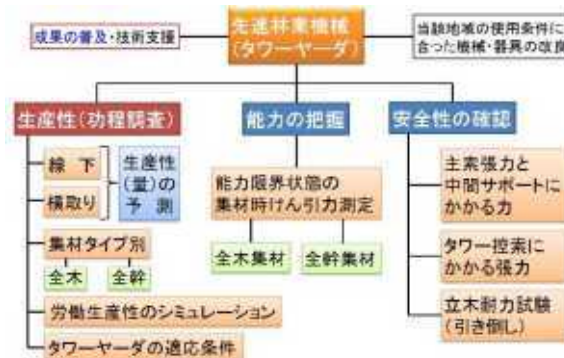 先進林業機械
(タワーヤーダ)
成果の普及・技術支援
当該地域の使用条件に
合った機械・器具の改良
生産性(功程調査)
線 下
横取り
生産性
(量)の
予 測
集材タイプ別
全木
全幹
労働生産性のシミュレーション
タワーヤーダの適応条件
能力の把握
能力限界状態の
集材時けん引力測定
全木集材
全幹集材
安全性の確認
主索張力と
中間サポートに
かかる力
タワー控索に
かかる張力
立木耐力試験
(引き倒し)